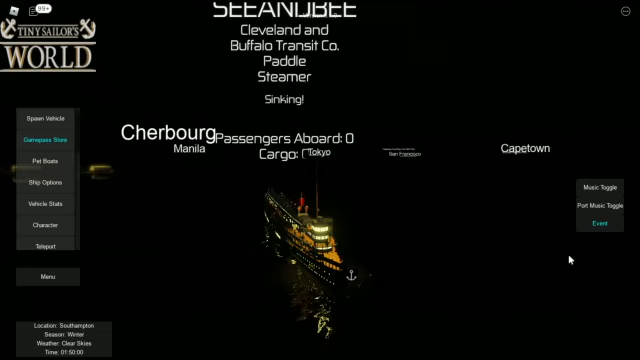 99+
TINY SAILOR'S
WORLD
SEEANDBEE
Cleveland and
Buffalo Transit Co.
Paddle
Steamer
Sinking!
Passengers Aboard: 0
Cargo:
Cherbourg
Manila
Tokyo
San Francisco
Capetown
Spawn Vehicle
Gamepass Store
Pet Boats
Ship Options
Vehicle Stats
Character
Teleport
Menu
Music Toggle
Port Music Toggle
Event
Location: Southampton
Season: Winter
Weather: Clear Skies
Time: 01:50:00